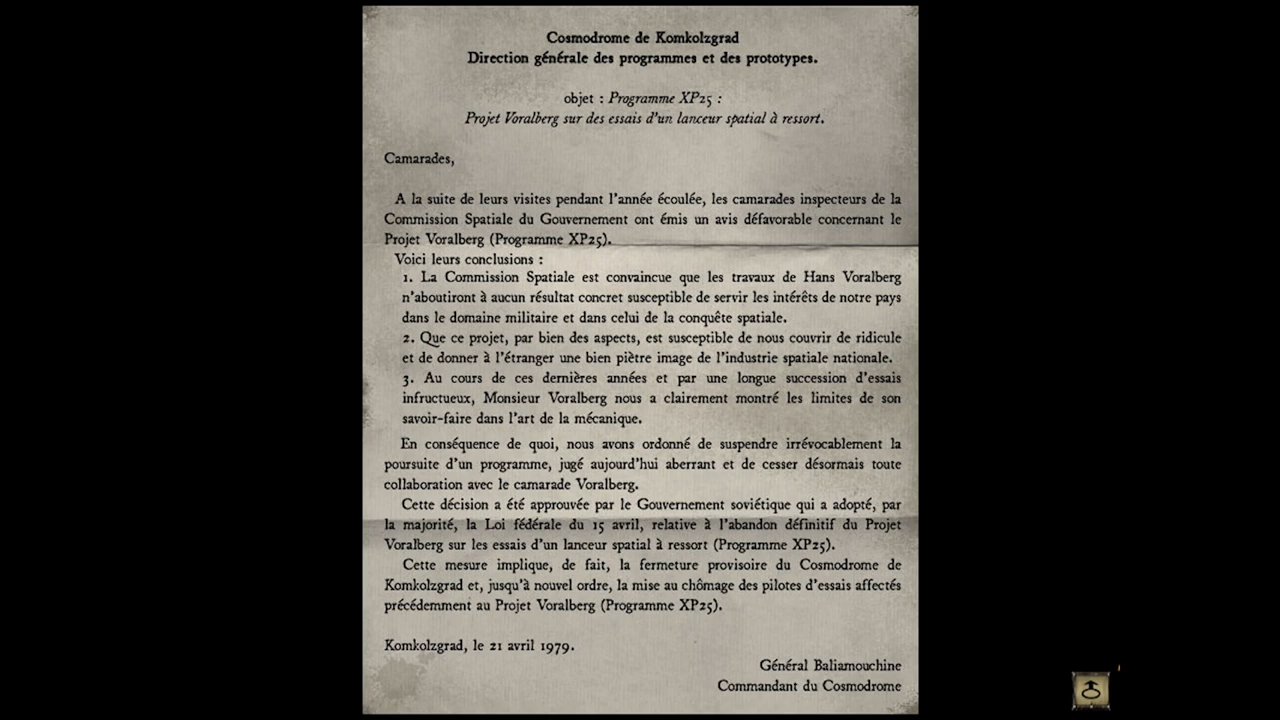 Cosmodrome de Komkolzgrad
Direction générale des programmes et des prototypes.
objet : Programme XP25 :
Projet Voralberg sur des essais d'un lanceur spatial à ressort.
Camarades,
A la suite de leurs visites pendant l'année écoulée, les camarades inspecteurs de la
Commission Spatiale du Gouvernement ont émis un avis défavorable concernant le
Projet Voralberg (Programme XP25).
Voici leurs conclusions :
1. La Commission Spatiale est convaincue que les travaux de Hans Voralberg
n'aboutiront à aucun résultat concret susceptible de servir les intérêts de notre pays
dans le domaine militaire et dans celui de la conquête spatiale.
2. Que ce projet, par bien des aspects, est susceptible de nous couvrir de ridicule
et de donner à l'étranger une bien piètre image de l'industrie spatiale nationale.
3. Au cours de ces dernières années et par une longue succession d'essais
infructueux, Monsieur Voralberg nous a clairement montré les limites de son
savoir-faire dans l'art de la mécanique.
En conséquence de quoi, nous avons ordonné de suspendre irrévocablement la
poursuite d'un programme, jugé aujourd'hui aberrant et de cesser désormais toute
collaboration avec le camarade Voralberg.
Cette décision a été approuvée par le Gouvernement soviétique qui a adopté, par
la majorité, la Loi fédérale du 15 avril, relative à l'abandon définitif du Projet
Voralberg sur les essais d'un lanceur spatial à ressort (Programme XP25).
Cette mesure implique, de fait, la fermeture provisoire du Cosmodrome de
Komkolzgrad et, jusqu'à nouvel ordre, la mise au chômage des pilotes d'essais affectés
précédemment au Projet Voralberg (Programme XP25).
Komkolzgrad, le 21 avril 1979.
Général Baliamouchine
Commandant du Cosmodrome